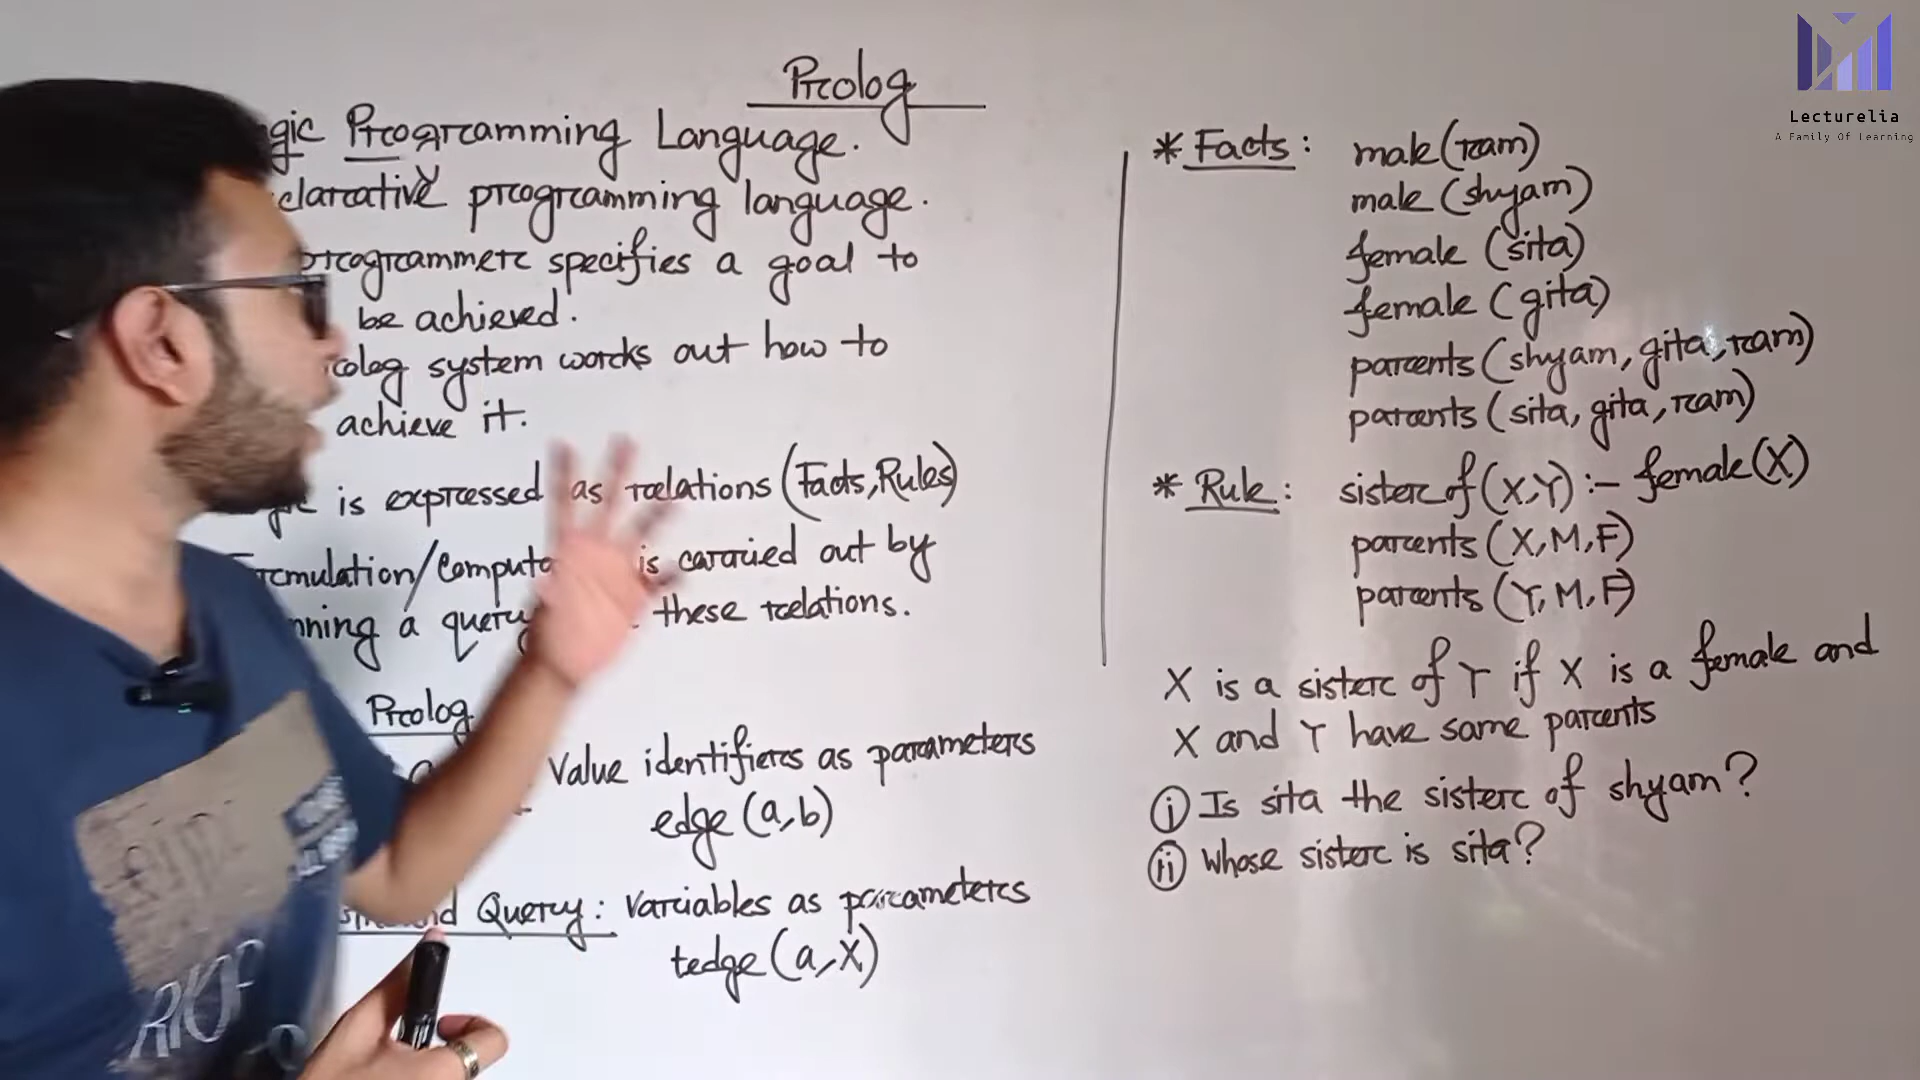 Prolog
Programming Language.
programming language.
specifies a goal to
be achieved.
system works out how to
achieve it.
is expressed as relations (Facts, Rules)
is carried out by
a query these relations.
Prolog
Value identifiers as parameters
edge (a,b)
Query: Variables as parameters
tedge (a,X)
* Facts: male (ram)
male (shyam)
female (sita)
female (gita)
parents (shyam, gita, ram)
parents (sita, gita, ram)
* Rule: sister of (X,Y) :- female(X)
parents (X,M,F)
parents (Y,M,F)
X is a sister of Y if X is a female and
X and Y have same parents
(i) Is sita the sister of shyam?
(ii) Whose sister is sita?
Lecturelia
A Family Of Learning